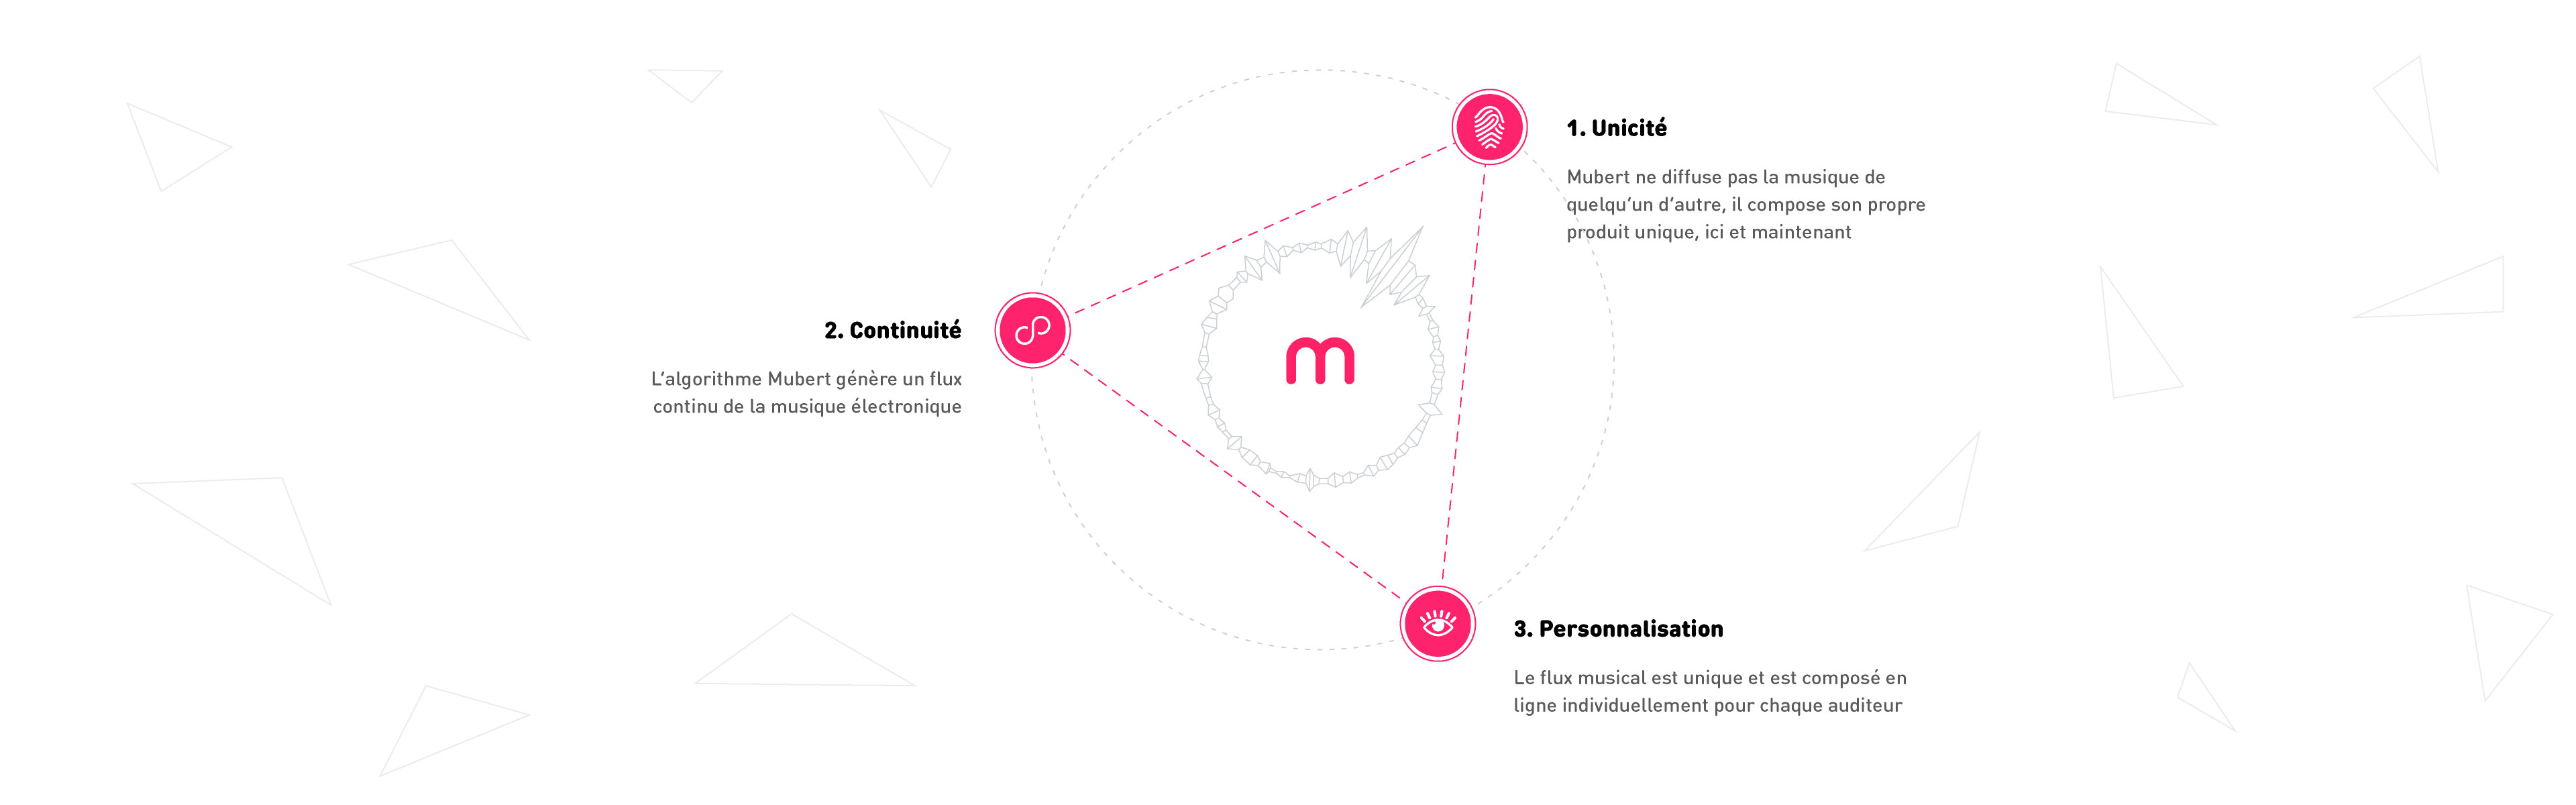 1. Unicité
Mubert ne diffuse pas la musique de
quelqu’un d’autre, il compose son propre
produit unique, ici et maintenant
2. Continuité
L’algorithme Mubert génère un flux
continu de la musique électronique
m
3. Personnalisation
Le flux musical est unique et est composé en
ligne individuellement pour chaque auditeur